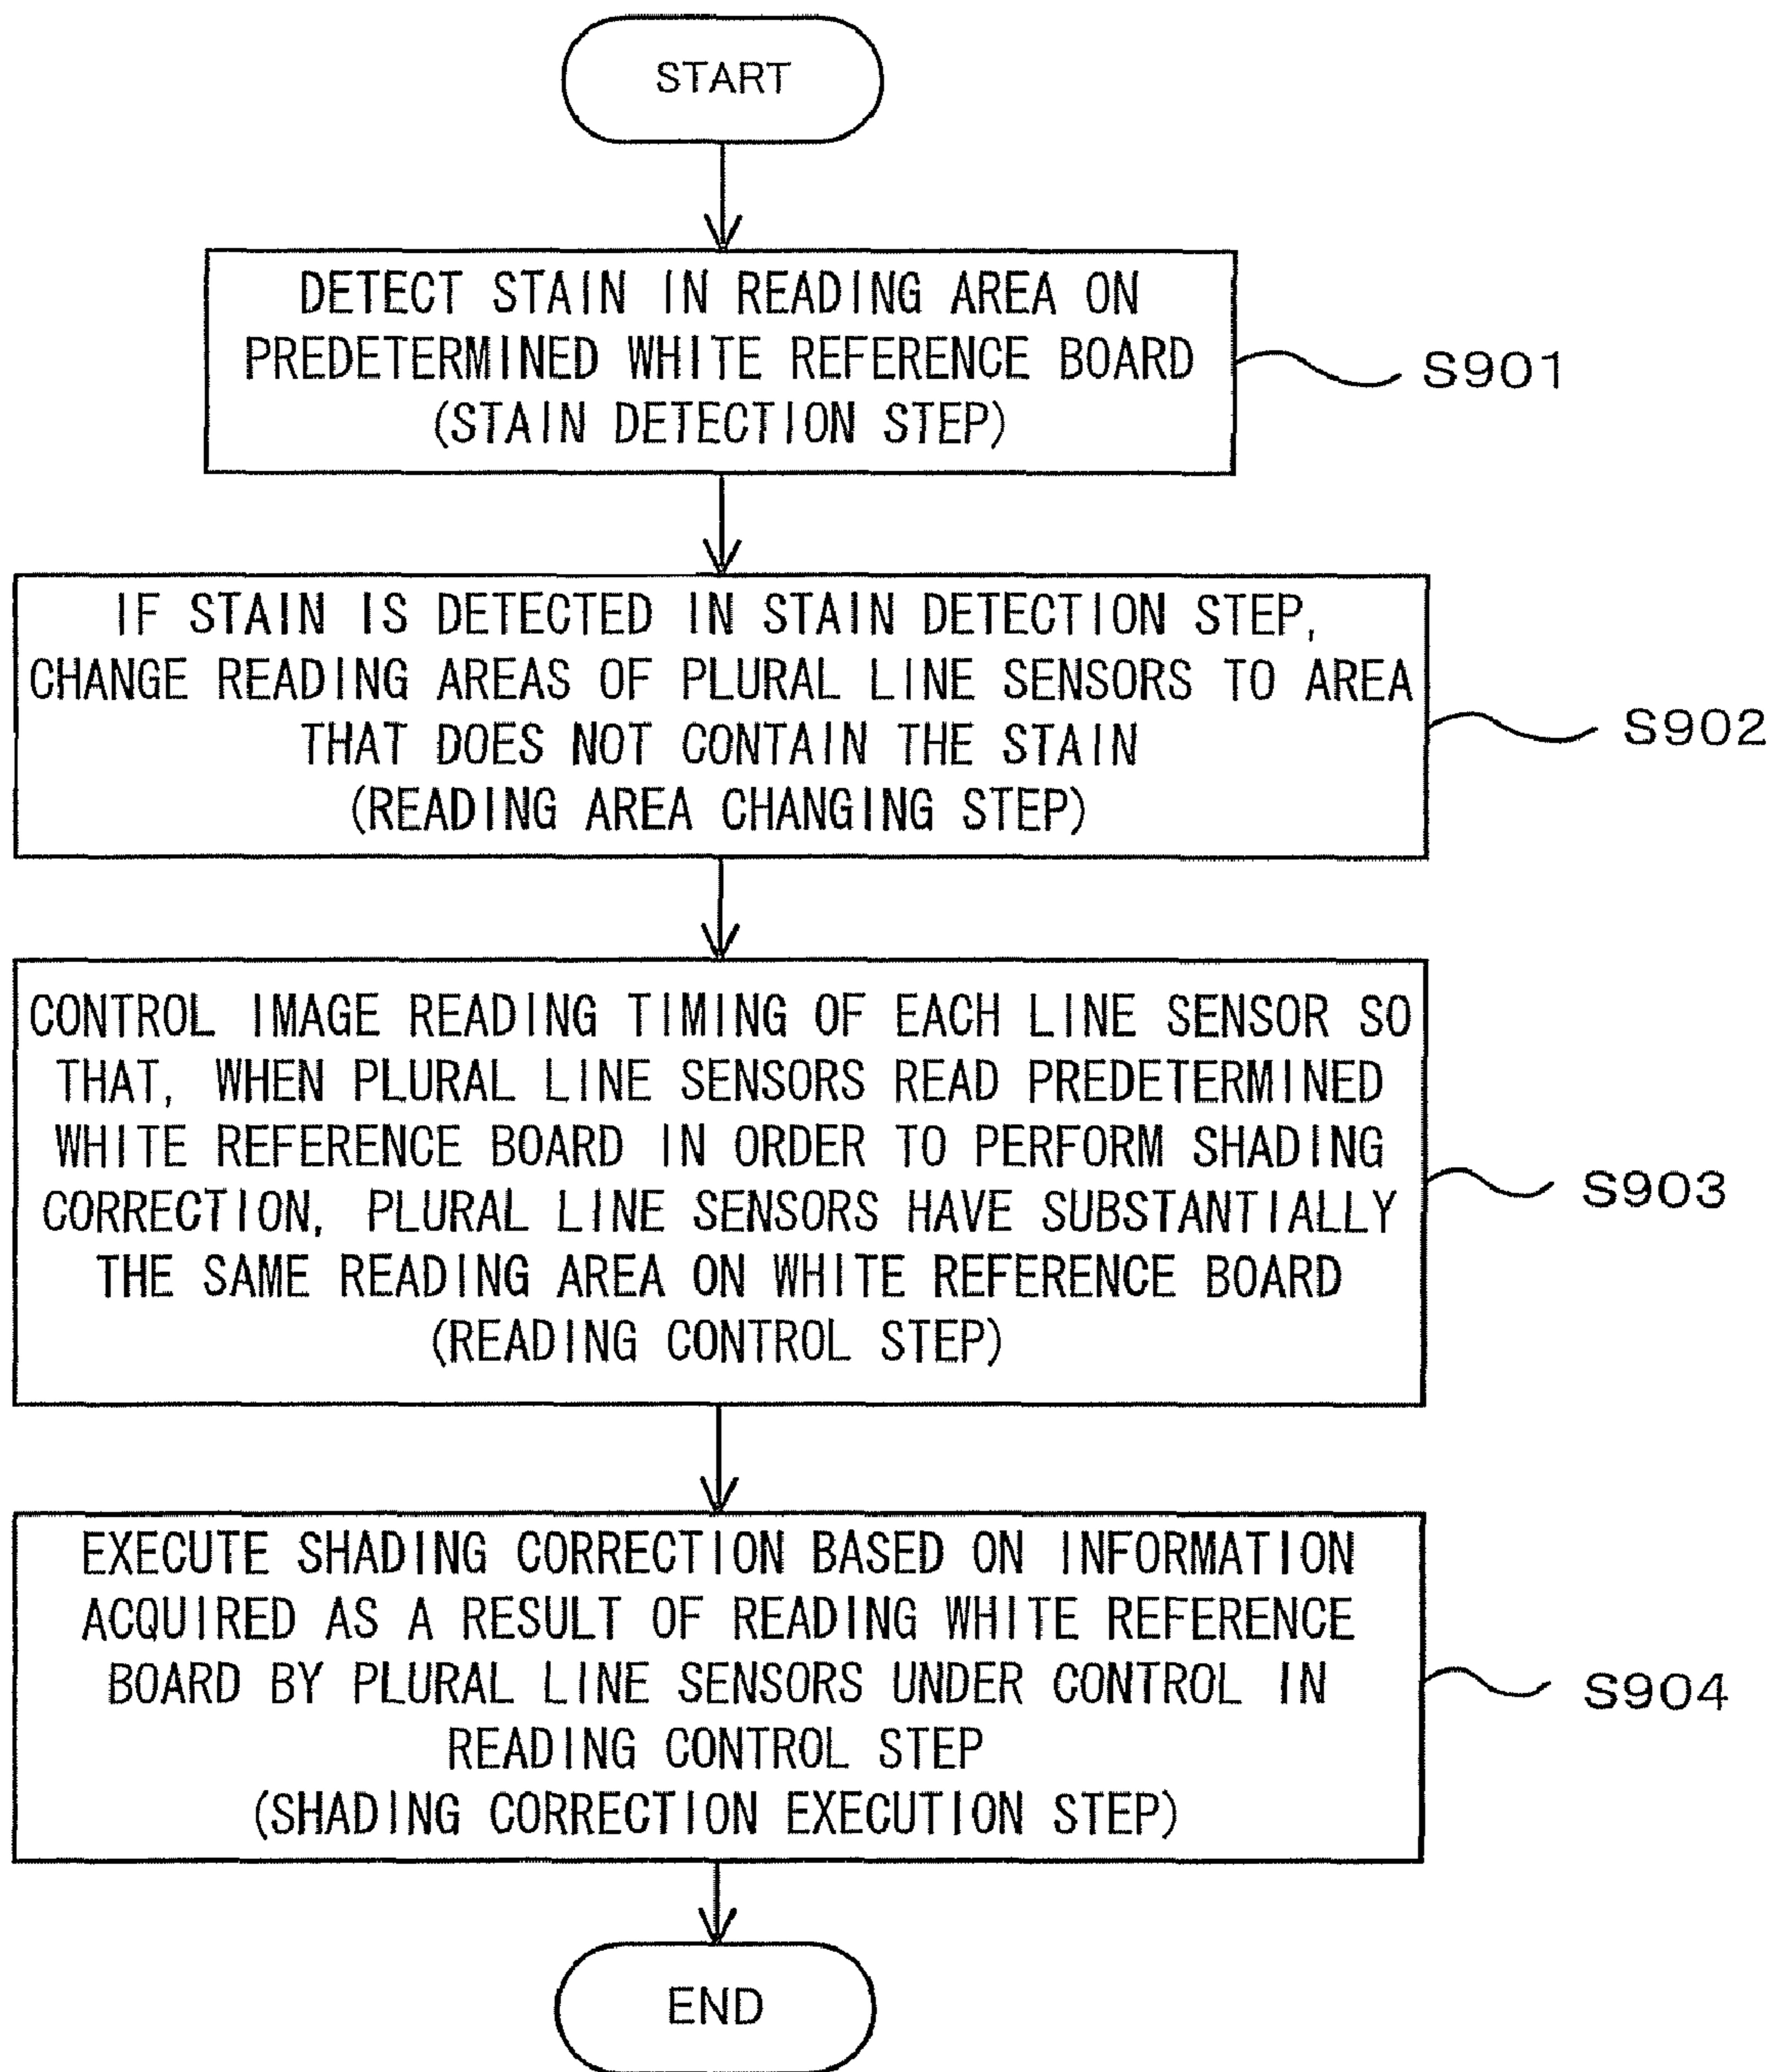 START
DETECT STAIN IN READING AREA ON
PREDETERMINED WHITE REFERENCE BOARD
(STAIN DETECTION STEP)
S901
IF STAIN IS DETECTED IN STAIN DETECTION STEP,
CHANGE READING AREAS OF PLURAL LINE SENSORS TO AREA
THAT DOES NOT CONTAIN THE STAIN
(READING AREA CHANGING STEP)
S902
CONTROL IMAGE READING TIMING OF EACH LINE SENSOR SO
THAT, WHEN PLURAL LINE SENSORS READ PREDETERMINED
WHITE REFERENCE BOARD IN ORDER TO PERFORM SHADING
CORRECTION, PLURAL LINE SENSORS HAVE SUBSTANTIALLY
THE SAME READING AREA ON WHITE REFERENCE BOARD
(READING CONTROL STEP)
S903
EXECUTE SHADING CORRECTION BASED ON INFORMATION
ACQUIRED AS A RESULT OF READING WHITE REFERENCE
BOARD BY PLURAL LINE SENSORS UNDER CONTROL IN
READING CONTROL STEP
(SHADING CORRECTION EXECUTION STEP)
S904
END